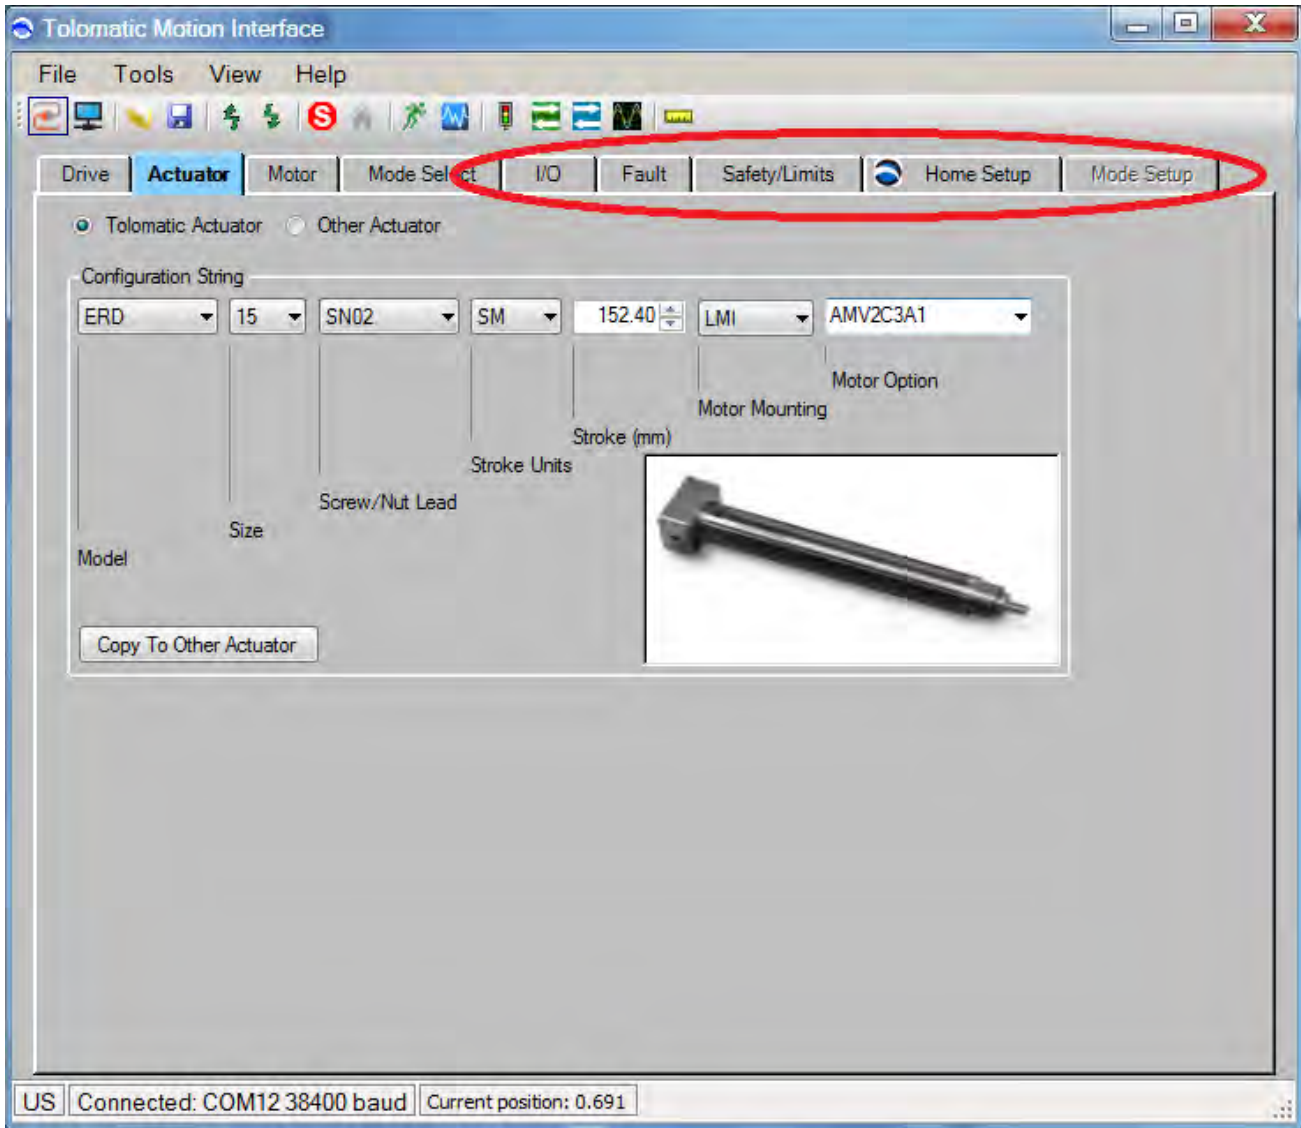 Tolomatic Motion Interface
File Tools View Help
S
Drive Actuator Motor Mode Select I/O Fault Safety/Limits Home Setup Mode Setup
Tolomatic Actuator Other Actuator
Configuration String
ERD 15 SN02 SM 152.40 LMI AMV2C3A1
Motor Option
Motor Mounting
Stroke (mm)
Stroke Units
Screw/Nut Lead
Size
Model
Copy To Other Actuator
US Connected: COM12 38400 baud Current position: 0.691